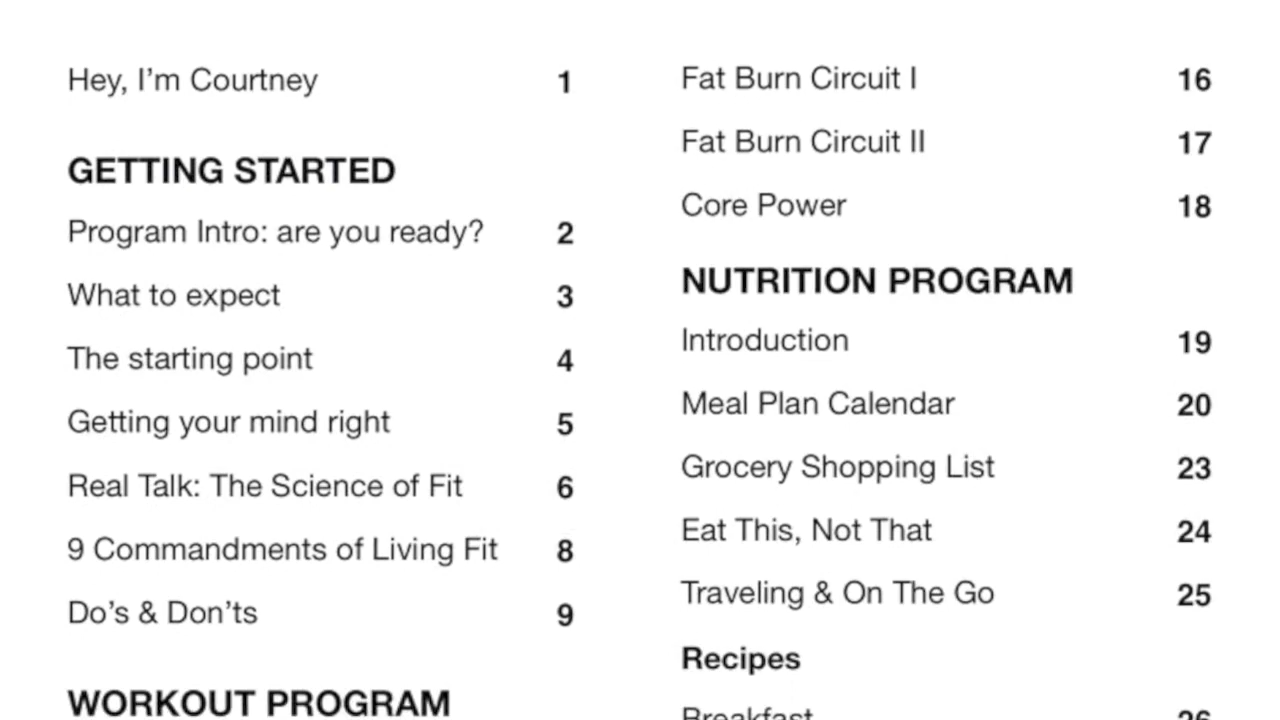 Hey, I’m Courtney 1
GETTING STARTED
Program Intro: are you ready? 2
What to expect 3
The starting point 4
Getting your mind right 5
Real Talk: The Science of Fit 6
9 Commandments of Living Fit 8
Do’s & Don’ts 9
WORKOUT PROGRAM
Fat Burn Circuit I 16
Fat Burn Circuit II 17
Core Power 18
NUTRITION PROGRAM
Introduction 19
Meal Plan Calendar 20
Grocery Shopping List 23
Eat This, Not That 24
Traveling & On The Go 25
Recipes
Breakfast 26